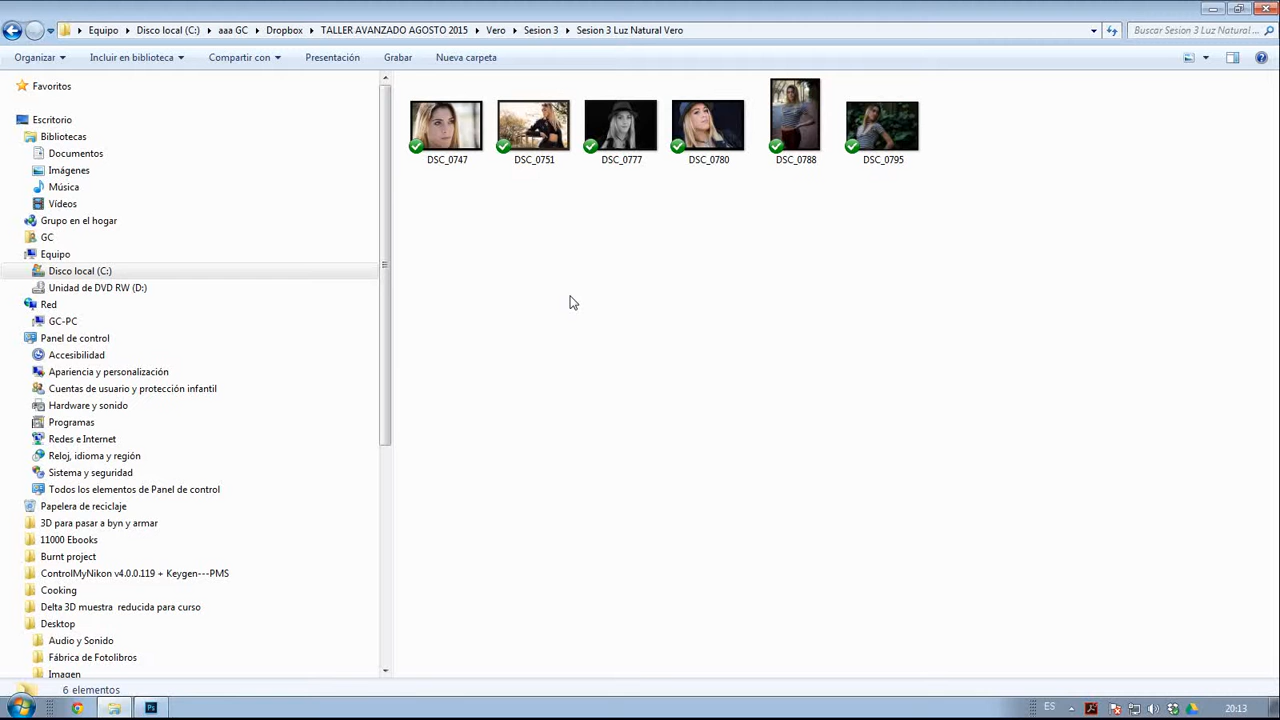 Equipo Disco local (C:) aaa GC Dropbox TALLER AVANZADO AGOSTO 2015 Vero Sesion 3 Sesion 3 Luz Natural Vero
Buscar Sesion 3 Luz Natural ...
Organizar Incluir en biblioteca Compartir con Presentación Grabar Nueva carpeta
Favoritos
Escritorio
Bibliotecas
Documentos
Imágenes
Música
Vídeos
Grupo en el hogar
GC
Equipo
Disco local (C:)
Unidad de DVD RW (D:)
Red
GC-PC
Panel de control
Accesibilidad
Apariencia y personalización
Cuentas de usuario y protección infantil
Hardware y sonido
Programas
Redes e Internet
Reloj, idioma y región
Sistema y seguridad
Todos los elementos de Panel de control
Papelera de reciclaje
3D para pasar a byn y armar
11000 Ebooks
Burnt project
ControlMyNikon v4.0.0.119 + Keygen---PMS
Cooking
Delta 3D muestra reducida para curso
Desktop
Audio y Sonido
Fábrica de Fotolibros
Imagen
DSC_0747 DSC_0751 DSC_0777 DSC_0780 DSC_0788 DSC_0795
6 elementos
Ps
ES
20:13